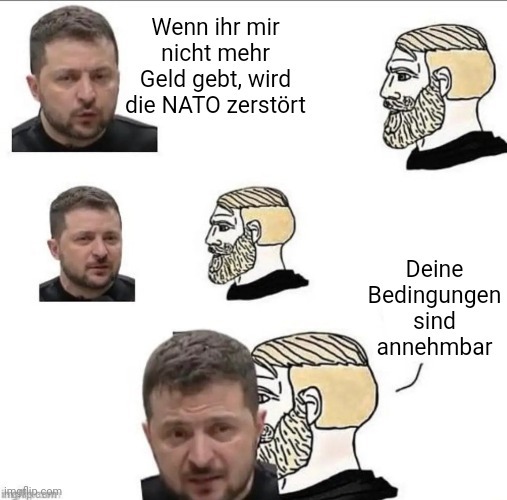 Wenn ihr mir
nicht mehr
Geld gebt, wird
die NATO zerstört
Deine
Bedingungen
sind
annehmbar
imgflip.com